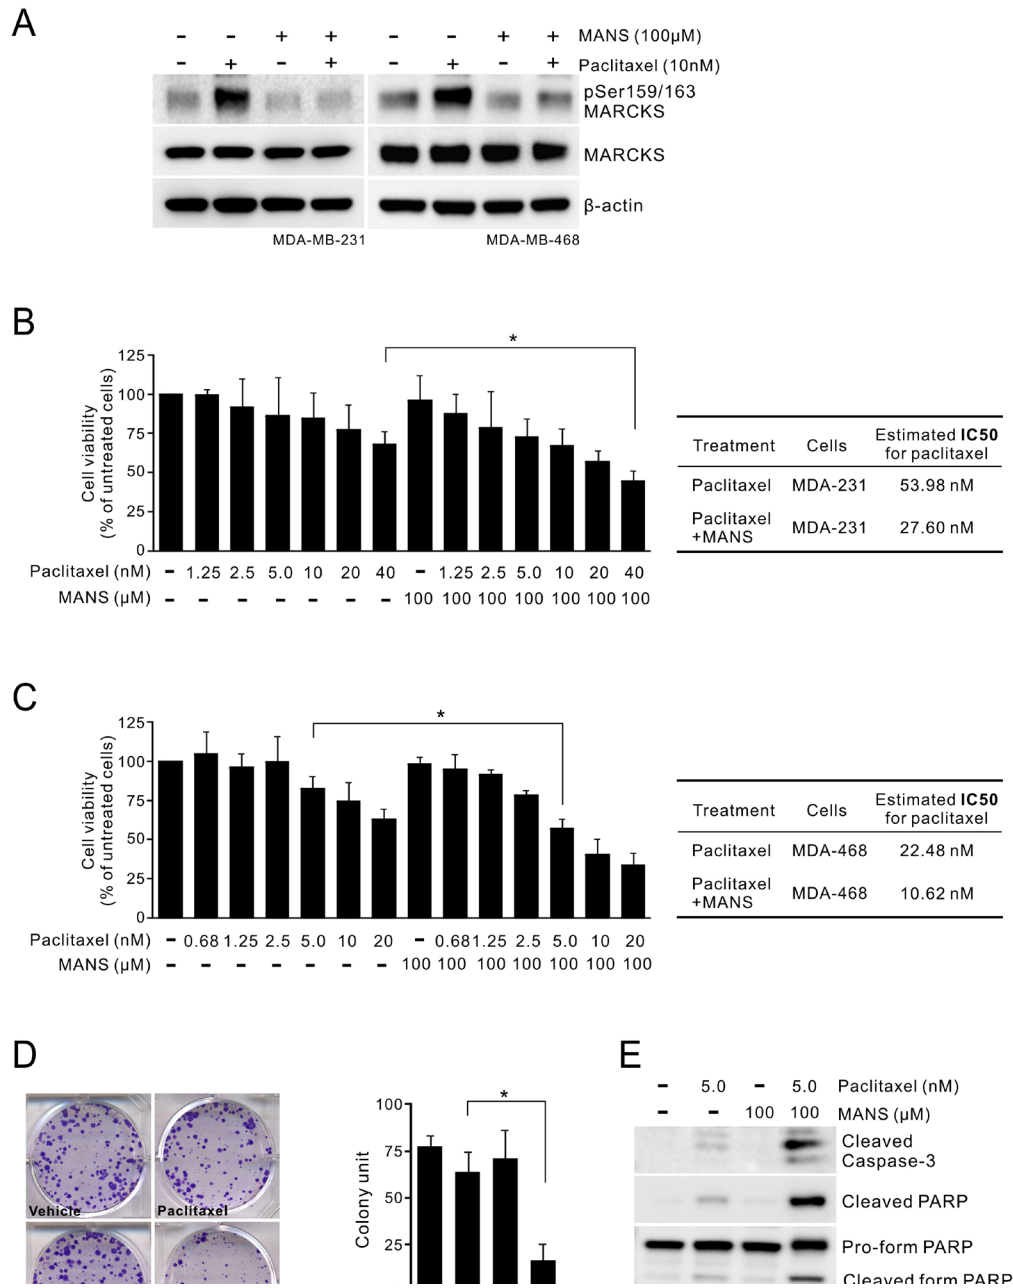 A
- - + + - - + + MANS (100μM)
- + - + - + - + Paclitaxel (10nM)
pSer159/163
MARCKS
MARCKS
β-actin
MDA-MB-231 MDA-MB-468
B
*
125
100
75
50
25
0
Cell viability
(% of untreated cells)
Paclitaxel (nM) - 1.25 2.5 5.0 10 20 40 - 1.25 2.5 5.0 10 20 40
MANS (μM) - - - - - - - 100 100 100 100 100 100 100
Treatment Cells Estimated IC50
for paclitaxel
Paclitaxel MDA-231 53.98 nM
Paclitaxel
+MANS MDA-231 27.60 nM
C
*
125
100
75
50
25
0
Cell viability
(% of untreated cells)
Paclitaxel (nM) - 0.68 1.25 2.5 5.0 10 20 - 0.68 1.25 2.5 5.0 10 20
MANS (μM) - - - - - - - 100 100 100 100 100 100 100
Treatment Cells Estimated IC50
for paclitaxel
Paclitaxel MDA-468 22.48 nM
Paclitaxel
+MANS MDA-468 10.62 nM
D
Vehicle Paclitaxel
*
100
75
50
25
Colony unit
E
- 5.0 - 5.0 Paclitaxel (nM)
- - 100 100 MANS (μM)
Cleaved
Caspase-3
Cleaved PARP
Pro-form PARP
Cleaved form PARP